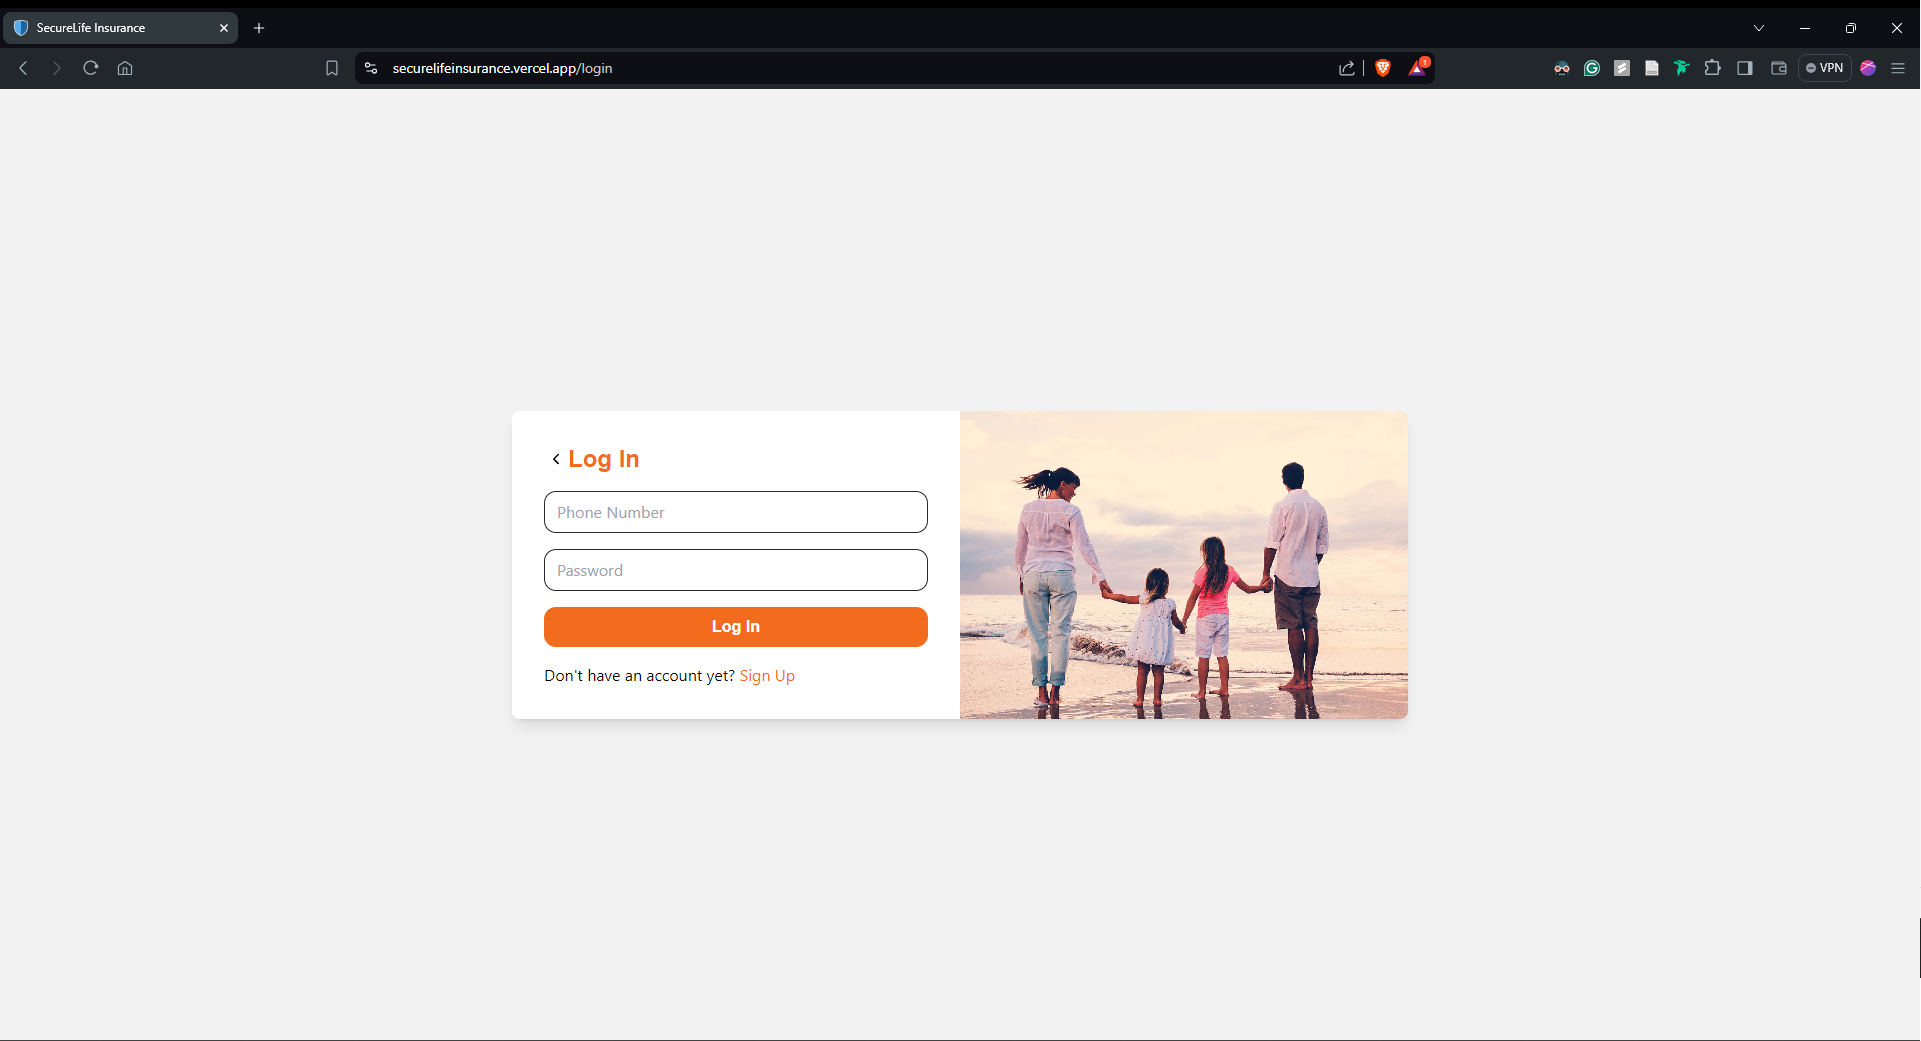 SecureLife Insurance
securelifeinsurance.vercel.app/login
1
VPN
Log In
Phone Number
Password
Log In
Don't have an account yet? Sign Up